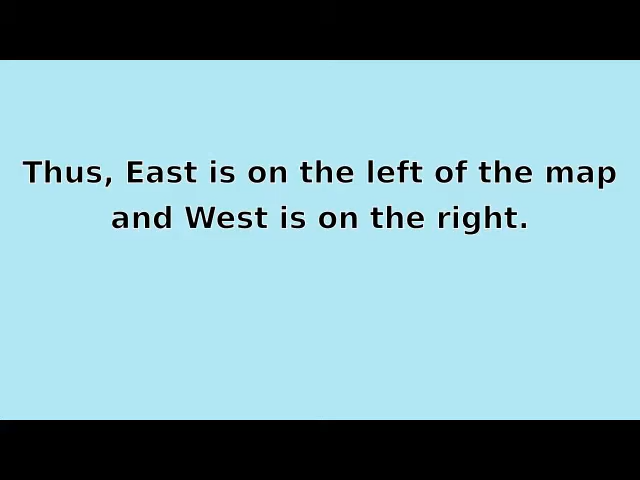 Thus, East is on the left of the map
and West is on the right.